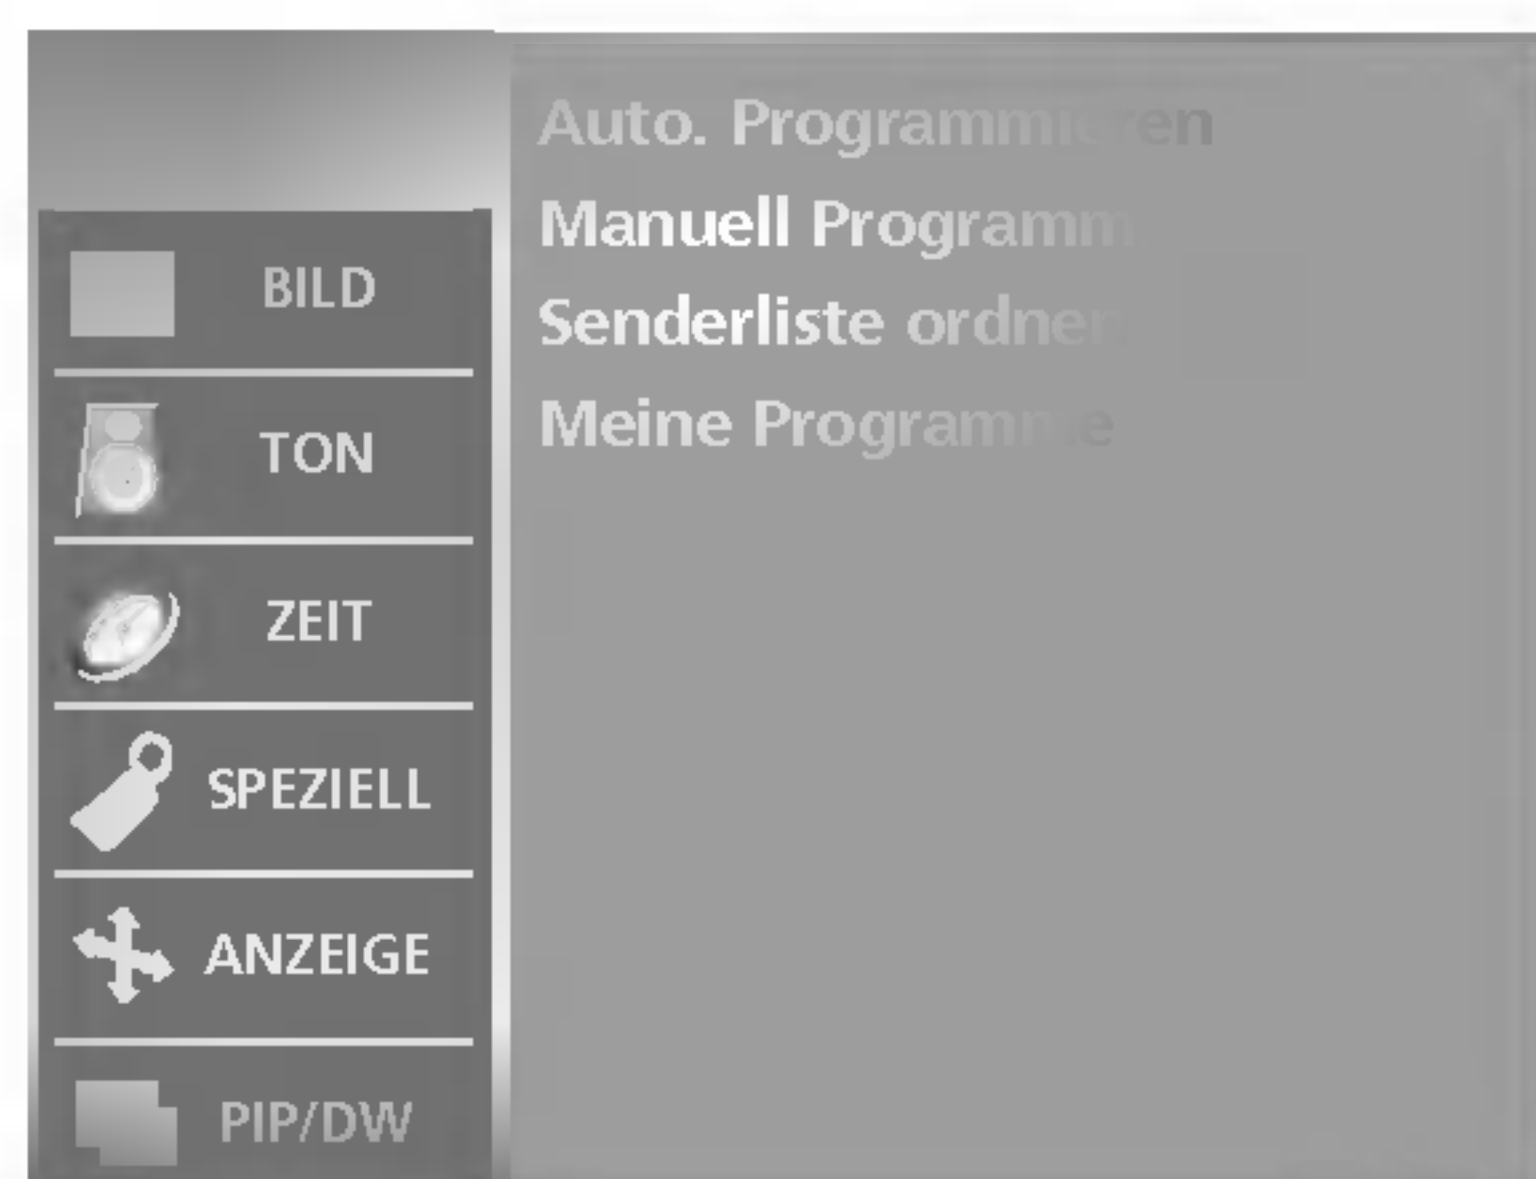 Auto. Programmieren
Manuell Programm
Senderliste ordnen
Meine Programme
BILD
TON
ZEIT
SPEZIELL
ANZEIGE
PIP/DW